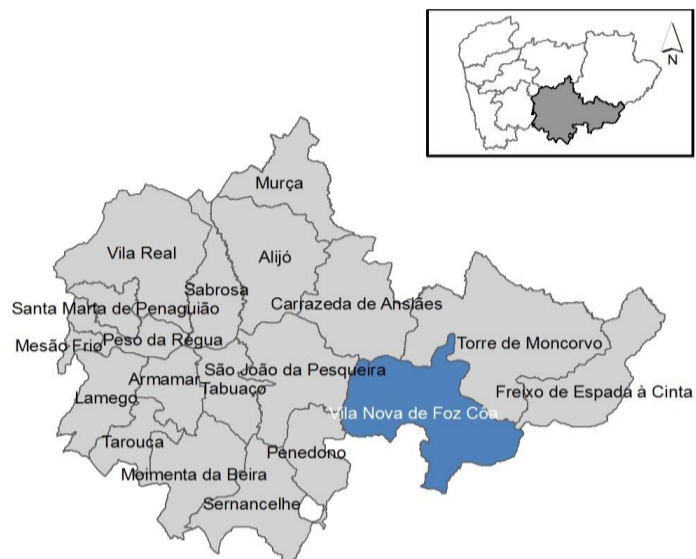 N
Murça
Vila Real
Alijó
Sabrosa
Carrazeda de Ansiães
Santa Marta de Penaguião
Mesão Frio
Peso da Régua
Torre de Moncorvo
São João da Pesqueira
Armamar
Tabuaço
Freixo de Espada à Cinta
Lamego
Vila Nova de Foz Côa
Tarouca
Penedono
Moimenta da Beira
Sernancelhe